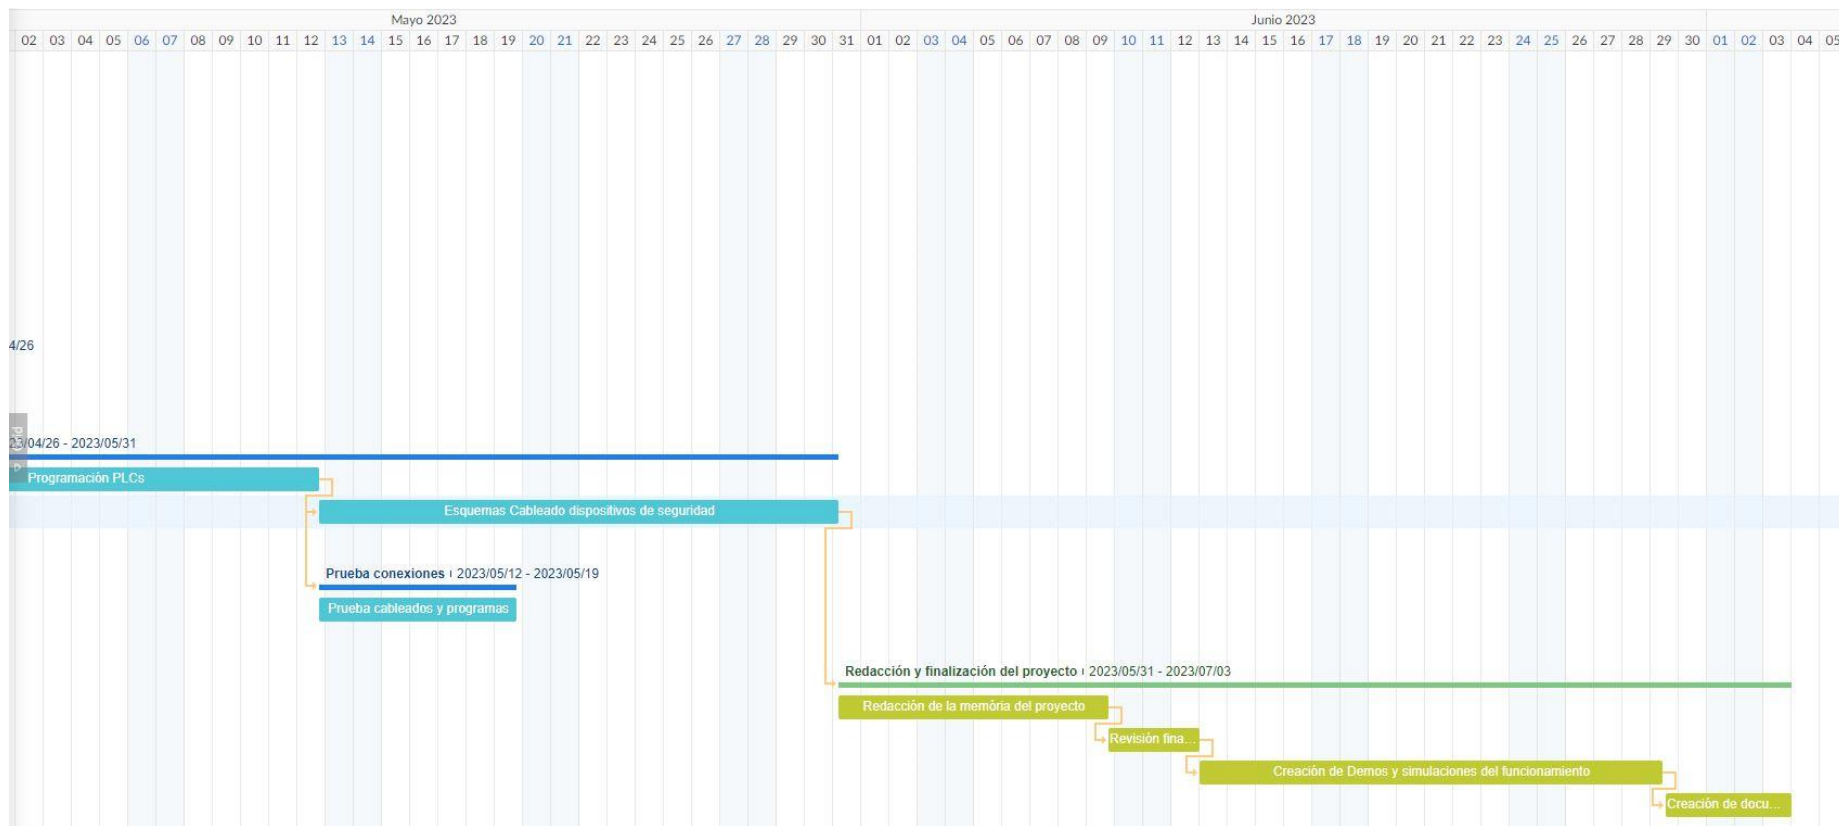 Mayo 2023 Junio 2023
02 03 04 05 06 07 08 09 10 11 12 13 14 15 16 17 18 19 20 21 22 23 24 25 26 27 28 29 30 31 01 02 03 04 05 06 07 08 09 10 11 12 13 14 15 16 17 18 19 20 21 22 23 24 25 26 27 28 29 30 01 02 03 04 05
4/26
23/04/26 - 2023/05/31
Programación PLCs
Esquemas Cableado dispositivos de seguridad
Prueba conexiones 2023/05/12 - 2023/05/19
Prueba cableados y programas
Redacción y finalización del proyecto 2023/05/31 - 2023/07/03
Redacción de la memória del proyecto
Revisión fina...
Creación de Demos y simulaciones del funcionamiento
Creación de docu...